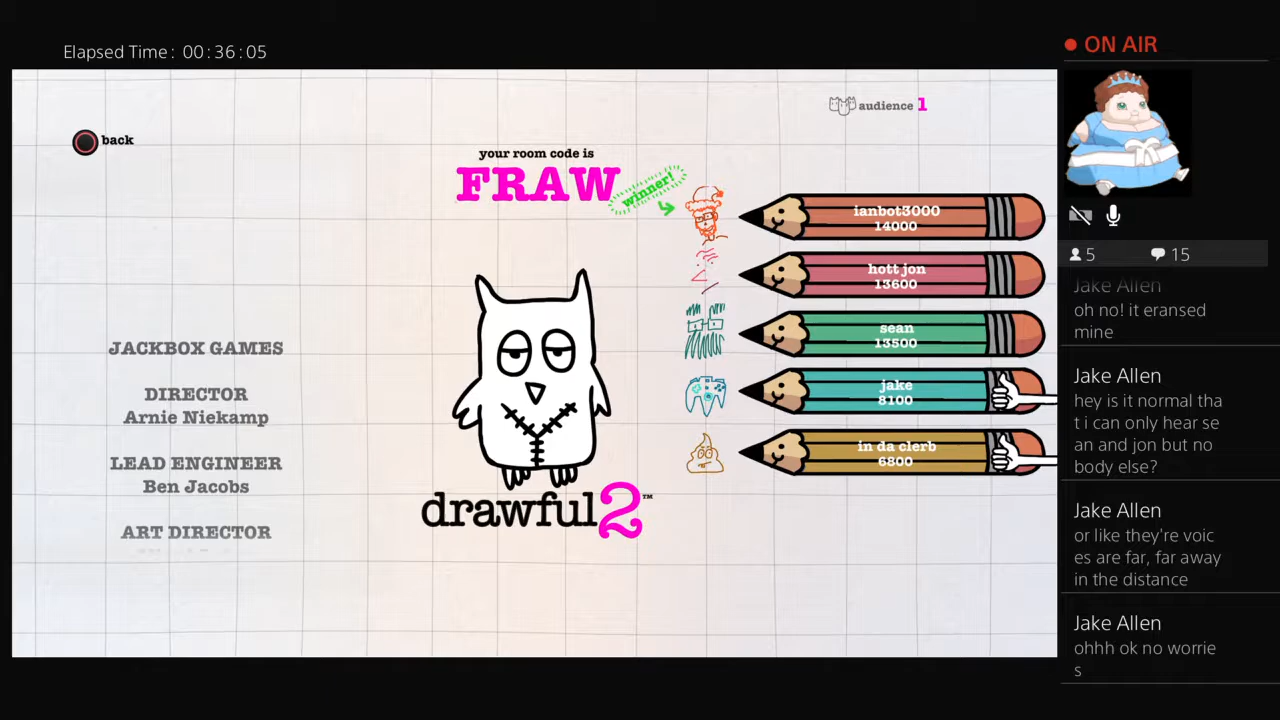 Elapsed Time: 00:36:05
ON AIR
audience 1
back
your room code is
FRAW
winner!
ianbot3000
14000
hott jon
13600
sean
13500
jake
8100
in da clerb
6800
JACKBOX GAMES
DIRECTOR
Arnie Niekamp
LEAD ENGINEER
Ben Jacobs
ART DIRECTOR
drawful 2™
5
15
Jake Allen
oh no! it eransed
mine
Jake Allen
hey is it normal tha
t i can only hear se
an and jon but no
body else?
Jake Allen
or like they're voic
es are far, far away
in the distance
Jake Allen
ohhh ok no worrie
s